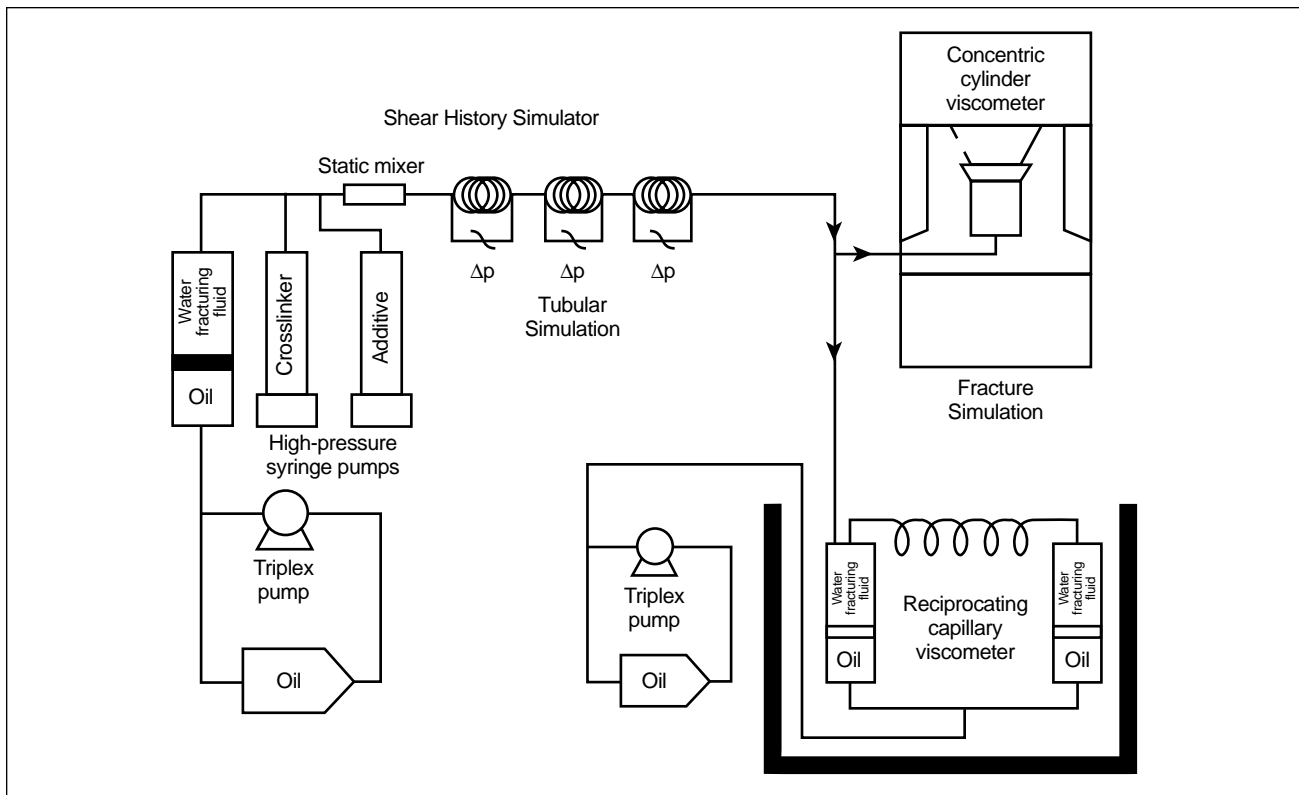 Concentric
cylinder
viscometer
Shear History Simulator
Static mixer
Water
fracturing
fluid
Oil
Crosslinker
Additive
Δp
Δp
Δp
Tubular
Simulation
High-pressure
syringe pumps
Fracture
Simulation
Triplex
pump
Oil
Triplex
pump
Oil
Water
fracturing
fluid
Oil
Reciprocating
capillary
viscometer
Water
fracturing
fluid
Oil